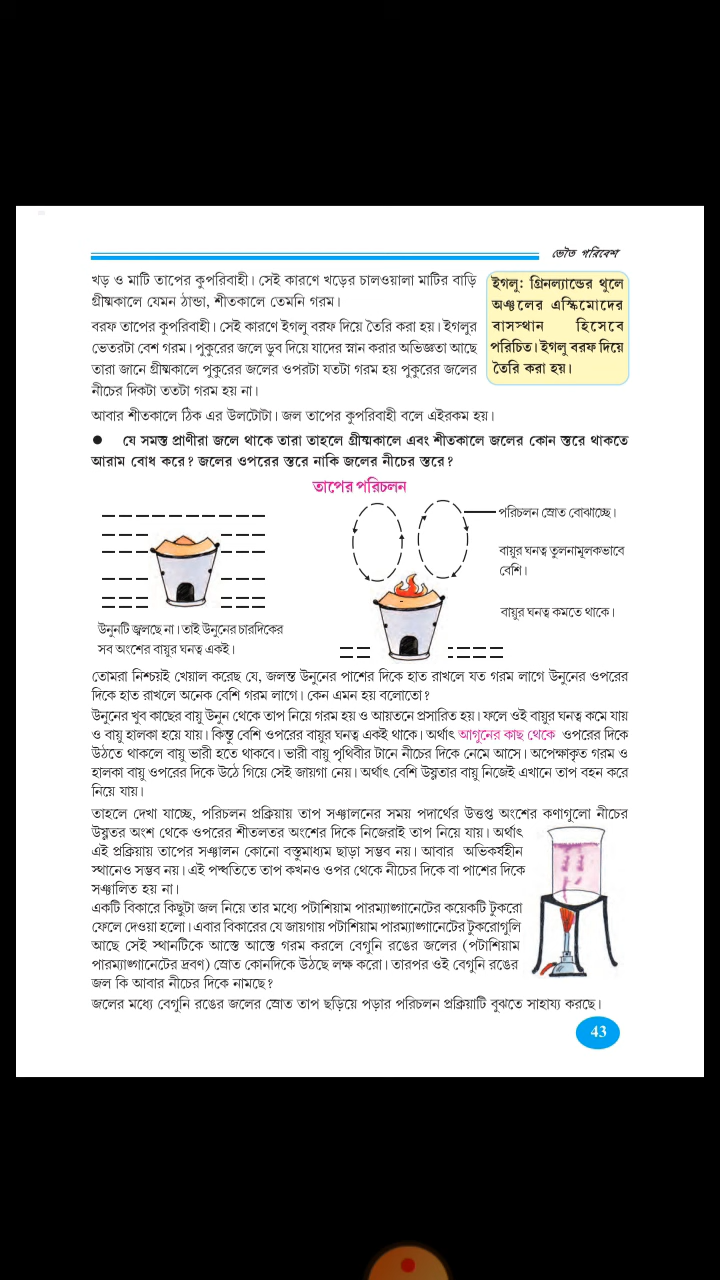 ভৌত পরিবেশ
খড় ও মাটি তাপের কুপরিবাহী। সেই কারণে খড়ের চালওয়ালা মাটির বাড়ি
গ্রীষ্মকালে যেমন ঠান্ডা, শীতকালে তেমনি গরম।
বরফ তাপের কুপরিবাহী। সেই কারণে ইগলু বরফ দিয়ে তৈরি করা হয়। ইগলুর
ভেতরটা বেশ গরম। পুকুরের জলে ডুব দিয়ে যাদের স্নান করার অভিজ্ঞতা আছে
তারা জানে গ্রীষ্মকালে পুকুরের জলের ওপরটা যতটা গরম হয় পুকুরের জলের
নীচের দিকটা ততটা গরম হয় না।
আবার শীতকালে ঠিক এর উলটোটা। জল তাপের কুপরিবাহী বলে এইরকম হয়।
ইগলু: গ্রিনল্যান্ডের থুলে
অঞ্চলের এস্কিমোদের
বাসস্থান হিসেবে
পরিচিত। ইগলু বরফ দিয়ে
তৈরি করা হয়।
● যে সমস্ত প্রাণীরা জলে থাকে তারা তাহলে গ্রীষ্মকালে এবং শীতকালে জলের কোন স্তরে থাকতে
আরাম বোধ করে? জলের ওপরের স্তরে নাকি জলের নীচের স্তরে?
তাপের পরিচলন
পরিচলন স্রোত বোঝাচ্ছে।
বায়ুর ঘনত্ব তুলনামূলকভাবে
বেশি।
বায়ুর ঘনত্ব কমতে থাকে।
উনুনটি জ্বলছে না। তাই উনুনের চারদিকের
সব অংশের বায়ুর ঘনত্ব একই।
তোমরা নিশ্চয়ই খেয়াল করেছ যে, জলন্ত উনুনের পাশের দিকে হাত রাখলে যত গরম লাগে উনুনের ওপরের
দিকে হাত রাখলে অনেক বেশি গরম লাগে। কেন এমন হয় বলোতো?
উনুনের খুব কাছের বায়ু উনুন থেকে তাপ নিয়ে গরম হ ও আয়তনে প্রসারিত হয়। ফলে ওই বায়ুর ঘনত্ব কমে যায়
ও বায়ু হালকা হয়ে যায়। কিন্তু বেশি ওপরের বায়ুর ঘনত্ব একই থাকে। অর্থাৎ আগুনের কাছ থেকে ওপরের দিকে
উঠতে থাকলে বায়ু ভারী হতে থাকবে। ভারী বায়ু পৃথিবীর টানে নীচের দিকে নেমে আসে। অপেক্ষাকৃত গরম ও
হালকা বায়ু ওপরের দিকে উঠে গিয়ে সেই জায়গা নেয়। অর্থাৎ বেশি উষ্ণতার বায়ু নিজেই এখানে তাপ বহন করে
নিয়ে যায়।
তাহলে দেখা যাচ্ছে, পরিচলন প্রক্রিয়ায় তাপ সঞ্চালনের সময় পদার্থের উত্তপ্ত অংশের কণাগুলো নীচের
উষ্ণতর অংশ থেকে ওপরের শীতলতর অংশের দিকে নিজেরাই তাপ নিয়ে যায়। অর্থাৎ
এই প্রক্রিয়ায় তাপের সঞ্চালন কোনো বস্তুমাধ্যম ছাড়া সম্ভব নয়। আবার অভিকর্ষহীন
স্থানেও সম্ভব নয়। এই পদ্ধতিতে তাপ কখনও ওপর থেকে নীচের দিকে বা পাশের দিকে
সঞ্চালিত হয় না।
একটি বিকারে কিছুটা জল নিয়ে তার মধ্যে পটাশিয়াম পারম্যাঙ্গানেটের কয়েকটি টুকরো
ফেলে দেওয়া হলো। এবার বিকারের যে জায়গায় পটাশিয়াম পারম্যাঙ্গানেটের টুকরোগুলি
আছে সেই স্থানটিকে আস্তে আস্তে গরম করলে বেগুনি রঙের জলের (পটাশিয়াম
পারম্যাঙ্গানেটের দ্রবণ) স্রোত কোনদিকে উঠছে লক্ষ করো। তারপর ওই বেগুনি রঙের
জল কি আবার নীচের দিকে নামছে?
জলের মধ্যে বেগুনি রঙের জলের স্রোত তাপ ছড়িয়ে পড়ার পরিচলন প্রক্রিয়াটি বুঝতে সাহায্য করছে।
43